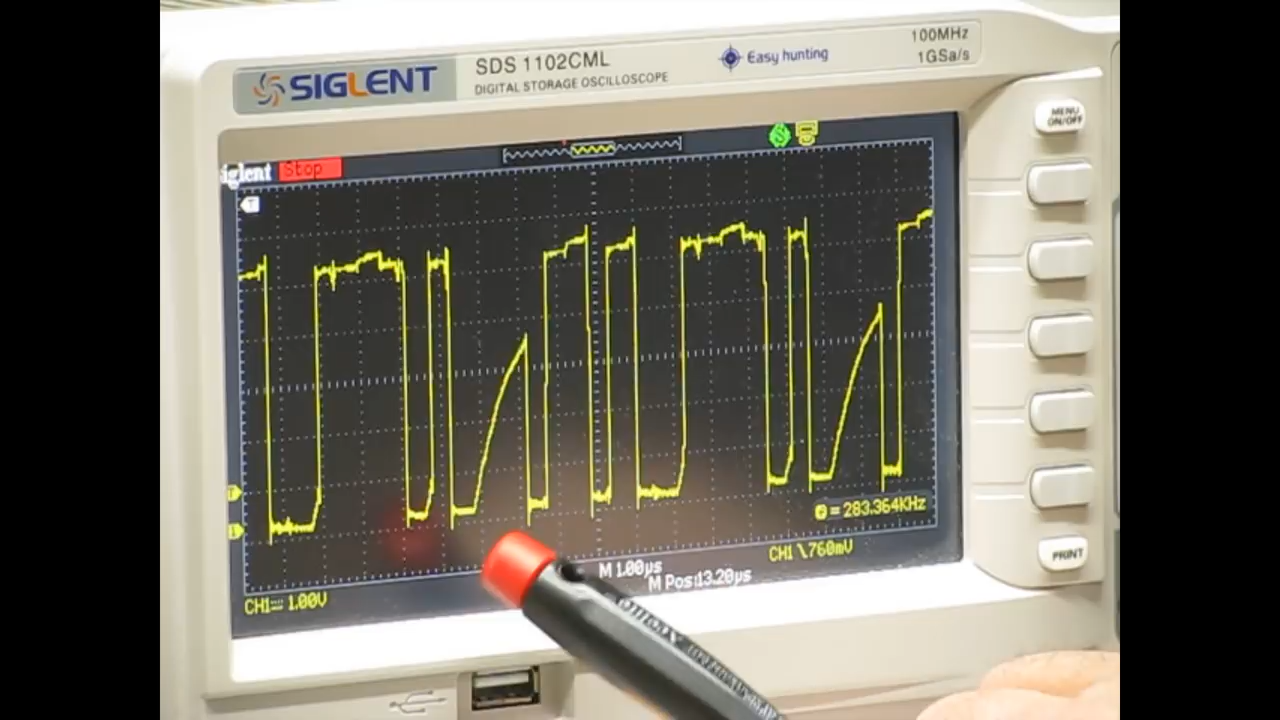 SIGLENT
SDS 1102CML
DIGITAL STORAGE OSCILLOSCOPE
Easy hunting
100MHz
1GSa/s
MENU
ON/OFF
iglent Stop
= 283.364KHz
CH1 760mV
M 1.00µs
M Pos:13.20µs
CH1 1.00V
PRINT